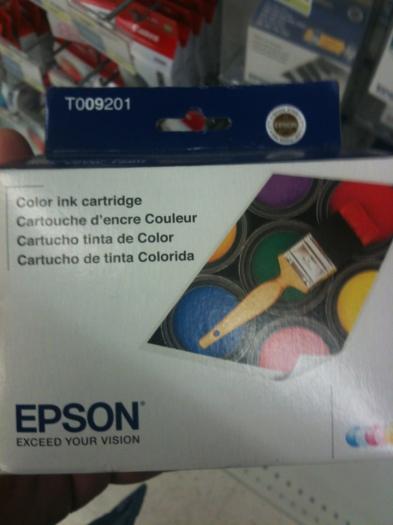 T009201
Color ink cartridge
Cartouche d'encre Couleur
Cartucho tinta de Color
Cartucho de tinta Colorida
EPSON®
EXCEED YOUR VISION